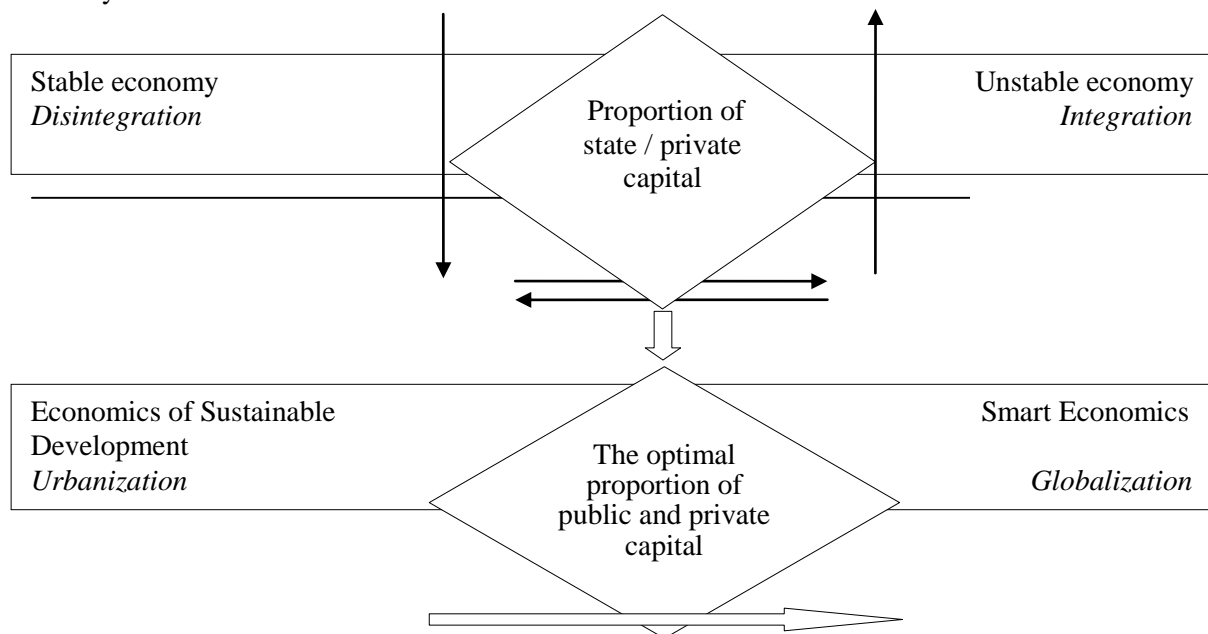 Stable economy
Disintegration
Proportion of
state / private
capital
Unstable economy
Integration
Economics of Sustainable
Development
Urbanization
The optimal
proportion of
public and private
capital
Smart Economics
Globalization